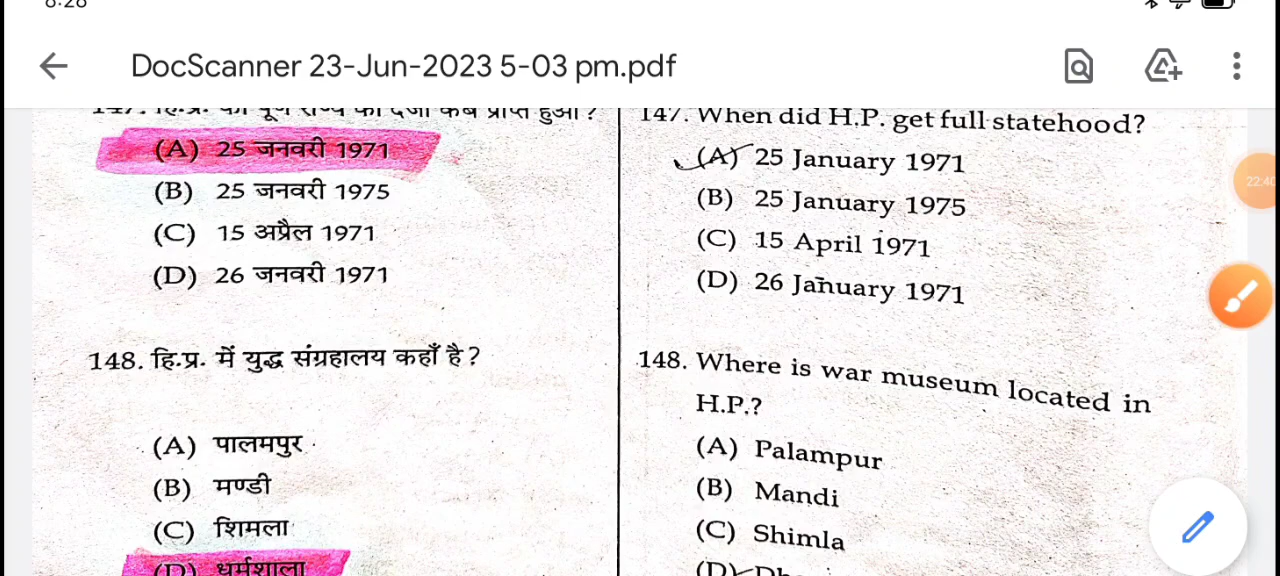 DocScanner 23-Jun-2023 5-03 pm.pdf
22:40
147. हि.प्र. को पूर्ण राज्य का दर्जा कब प्राप्त हुआ ?
(A) 25 जनवरी 1971
(B) 25 जनवरी 1975
(C) 15 अप्रैल 1971
(D) 26 जनवरी 1971
148. हि.प्र. में युद्ध संग्रहालय कहाँ है ?
(A) पालमपुर
(B) मण्डी
(C) शिमला
(D) धर्मशाला
147. When did H.P. get full statehood?
(A) 25 January 1971
(B) 25 January 1975
(C) 15 April 1971
(D) 26 January 1971
148. Where is war museum located in
H.P.?
(A) Palampur
(B) Mandi
(C) Shimla
(D)